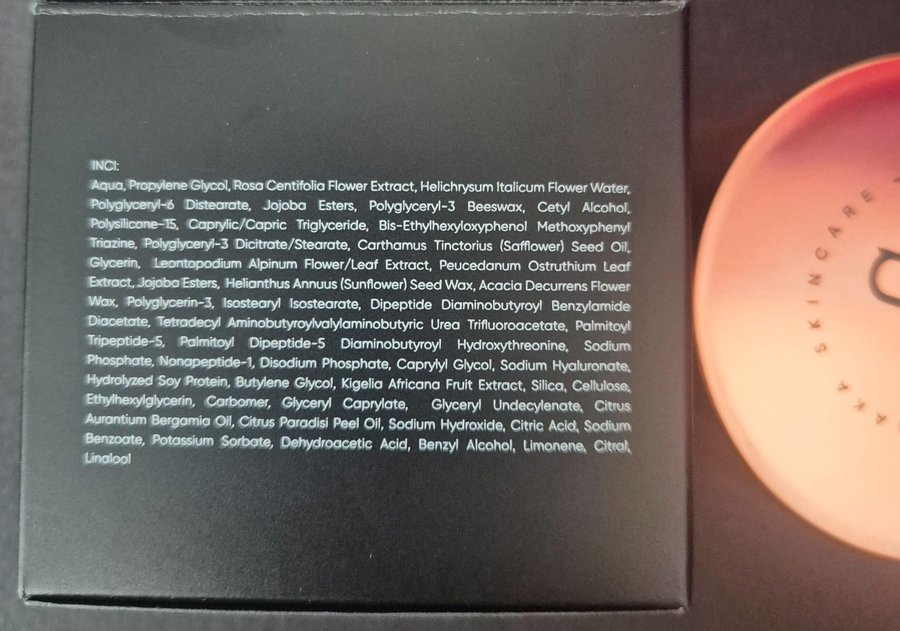 INCI:
Aqua, Propylene Glycol, Rosa Centifolia Flower Extract, Helichrysum Italicum Flower Water,
Polyglyceryl-6 Distearate, Jojoba Esters, Polyglyceryl-3 Beeswax, Cetyl Alcohol,
Polysilicone-15, Caprylic/Capric Triglyceride, Bis-Ethylhexyloxyphenol Methoxyphenyl
Triazine, Polyglyceryl-3 Dicitrate/Stearate, Carthamus Tinctorius (Safflower) Seed Oil,
Glycerin, Leontopodium Alpinum Flower/Leaf Extract, Peucedanum Ostruthium Leaf
Extract, Jojoba Esters, Helianthus Annuus (Sunflower) Seed Wax, Acacia Decurrens Flower
Wax, Polyglycerin-3, Isostearyl Isostearate, Dipeptide Diaminobutyroyl Benzylamide
Diacetate, Tetradecyl Aminobutyroylvalylaminobutyric Urea Trifluoroacetate, Palmitoyl
Tripeptide-5, Palmitoyl Dipeptide-5 Diaminobutyroyl Hydroxythreonine, Sodium
Phosphate, Nonapeptide-1, Disodium Phosphate, Caprylyl Glycol, Sodium Hyaluronate,
Hydrolyzed Soy Protein, Butylene Glycol, Kigelia Africana Fruit Extract, Silica, Cellulose,
Ethylhexylglycerin, Carbomer, Glyceryl Caprylate, Glyceryl Undecylenate, Citrus
Aurantium Bergamia Oil, Citrus Paradisi Peel Oil, Sodium Hydroxide, Citric Acid, Sodium
Benzoate, Potassium Sorbate, Dehydroacetic Acid, Benzyl Alcohol, Limonene, Citral,
Linalool
SKINCARE